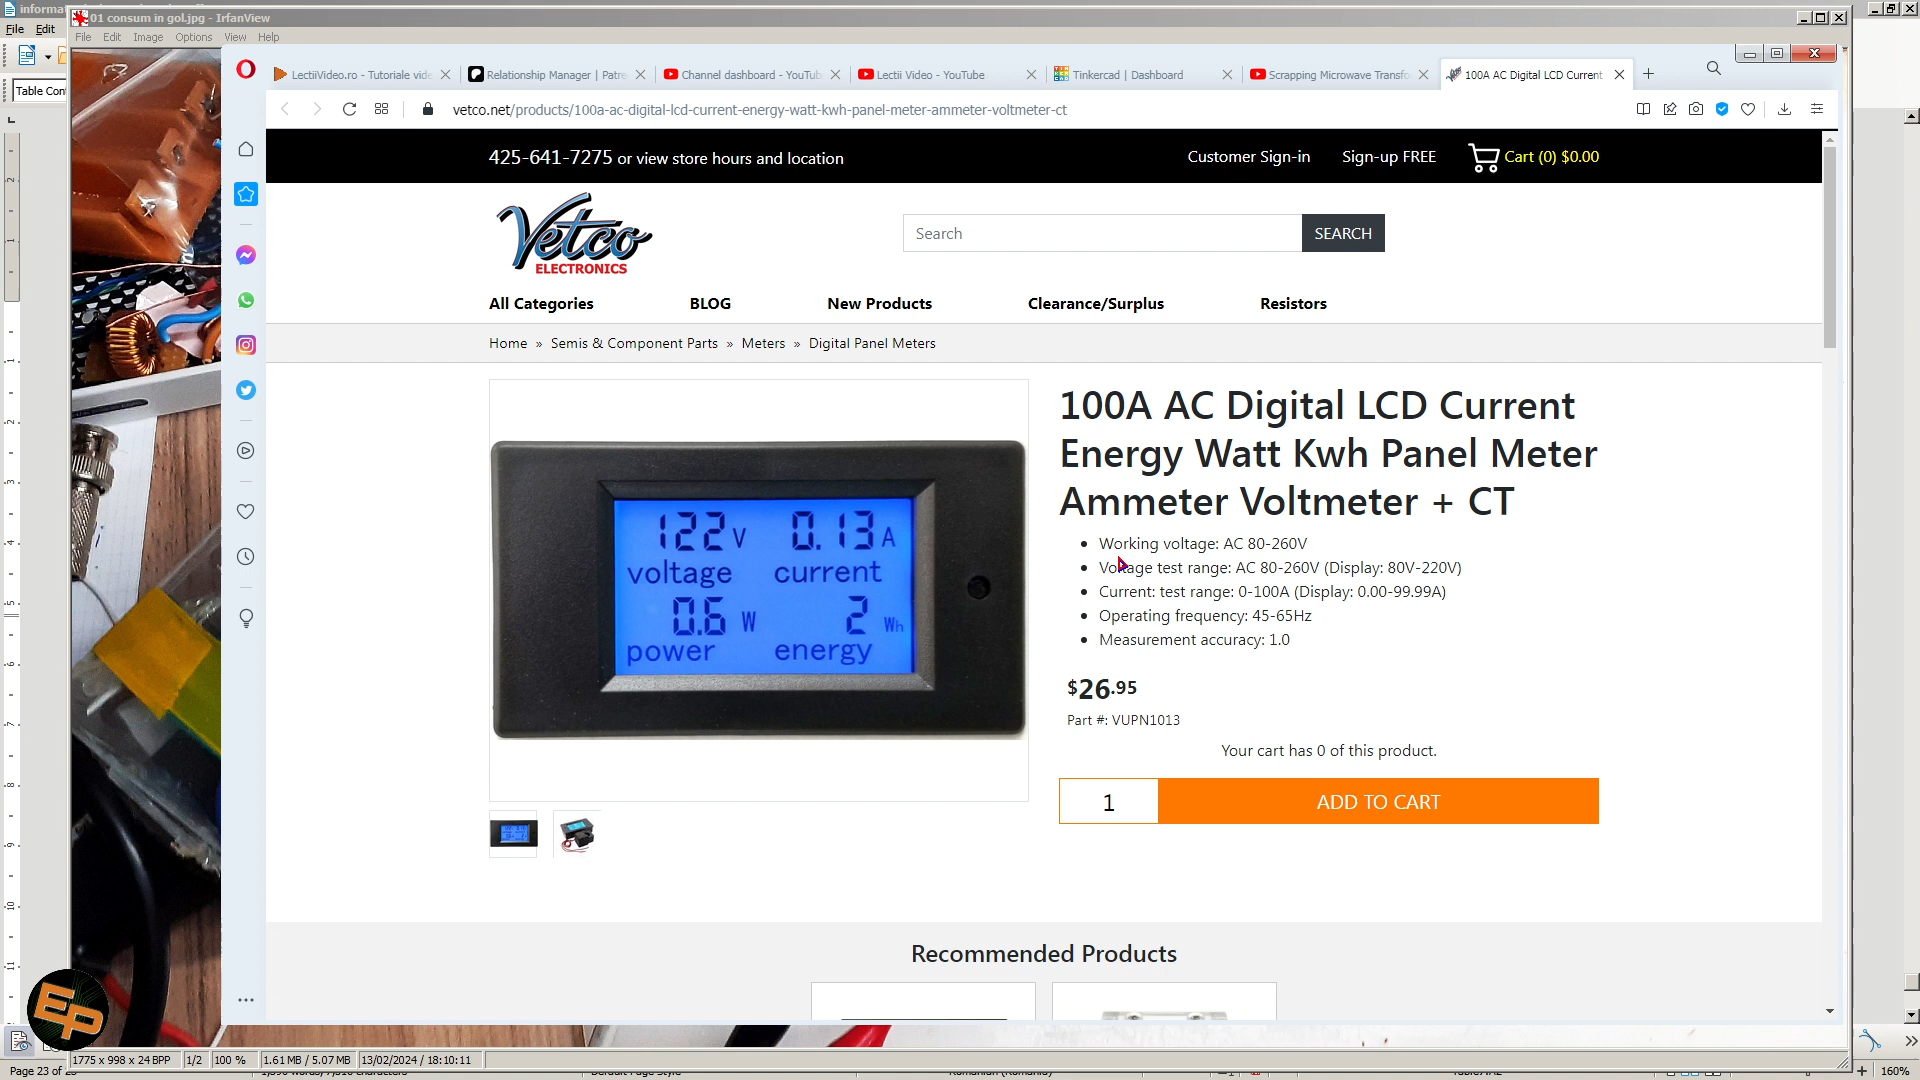 informat
01 consum in gol.jpg - IrfanView
File Edit
File Edit Image Options View Help
LectiiVideo.ro - Tutoriale vide
Relationship Manager | Patre
Channel dashboard - YouTub
Lectii Video - YouTube
Tinkercad | Dashboard
Scrapping Microwave Transfo
100A AC Digital LCD Current
Table Con
vetco.net/products/100a-ac-digital-lcd-current-energy-watt-kwh-panel-meter-ammeter-voltmeter-ct
425-641-7275 or view store hours and location
Customer Sign-in
Sign-up FREE
Cart (0) $0.00
Vetco
ELECTRONICS
Search
SEARCH
All Categories
BLOG
New Products
Clearance/Surplus
Resistors
Home » Semis & Component Parts » Meters » Digital Panel Meters
100A AC Digital LCD Current
Energy Watt Kwh Panel Meter
Ammeter Voltmeter + CT
122 V 0.13 A
voltage current
0.6 W 2 Wh
power energy
Working voltage: AC 80-260V
Voltage test range: AC 80-260V (Display: 80V-220V)
Current: test range: 0-100A (Display: 0.00-99.99A)
Operating frequency: 45-65Hz
Measurement accuracy: 1.0
$26.95
Part #: VUPN1013
Your cart has 0 of this product.
1
ADD TO CART
Recommended Products
EP
1775 x 998 x 24 BPP 1/2 100 % 1.61 MB / 5.07 MB 13/02/2024 / 18:10:11
Page 23 of
160%